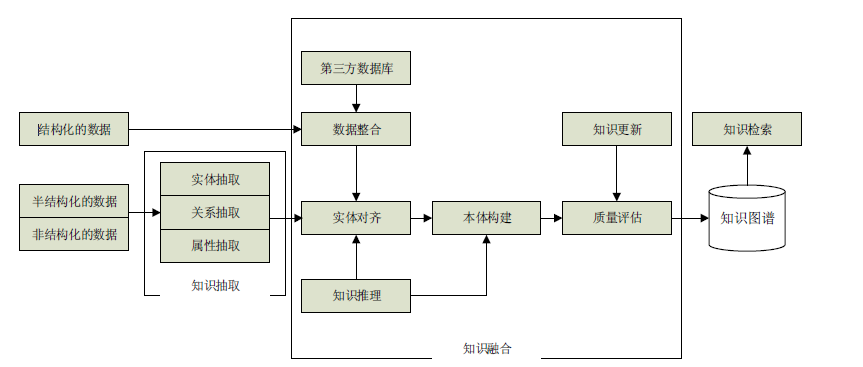 第三方数据库
结构化的数据
数据整合
知识更新
知识检索
实体抽取
半结构化的数据
关系抽取
实体对齐
本体构建
质量评估
知识图谱
非结构化的数据
属性抽取
知识抽取
知识推理
知识融合